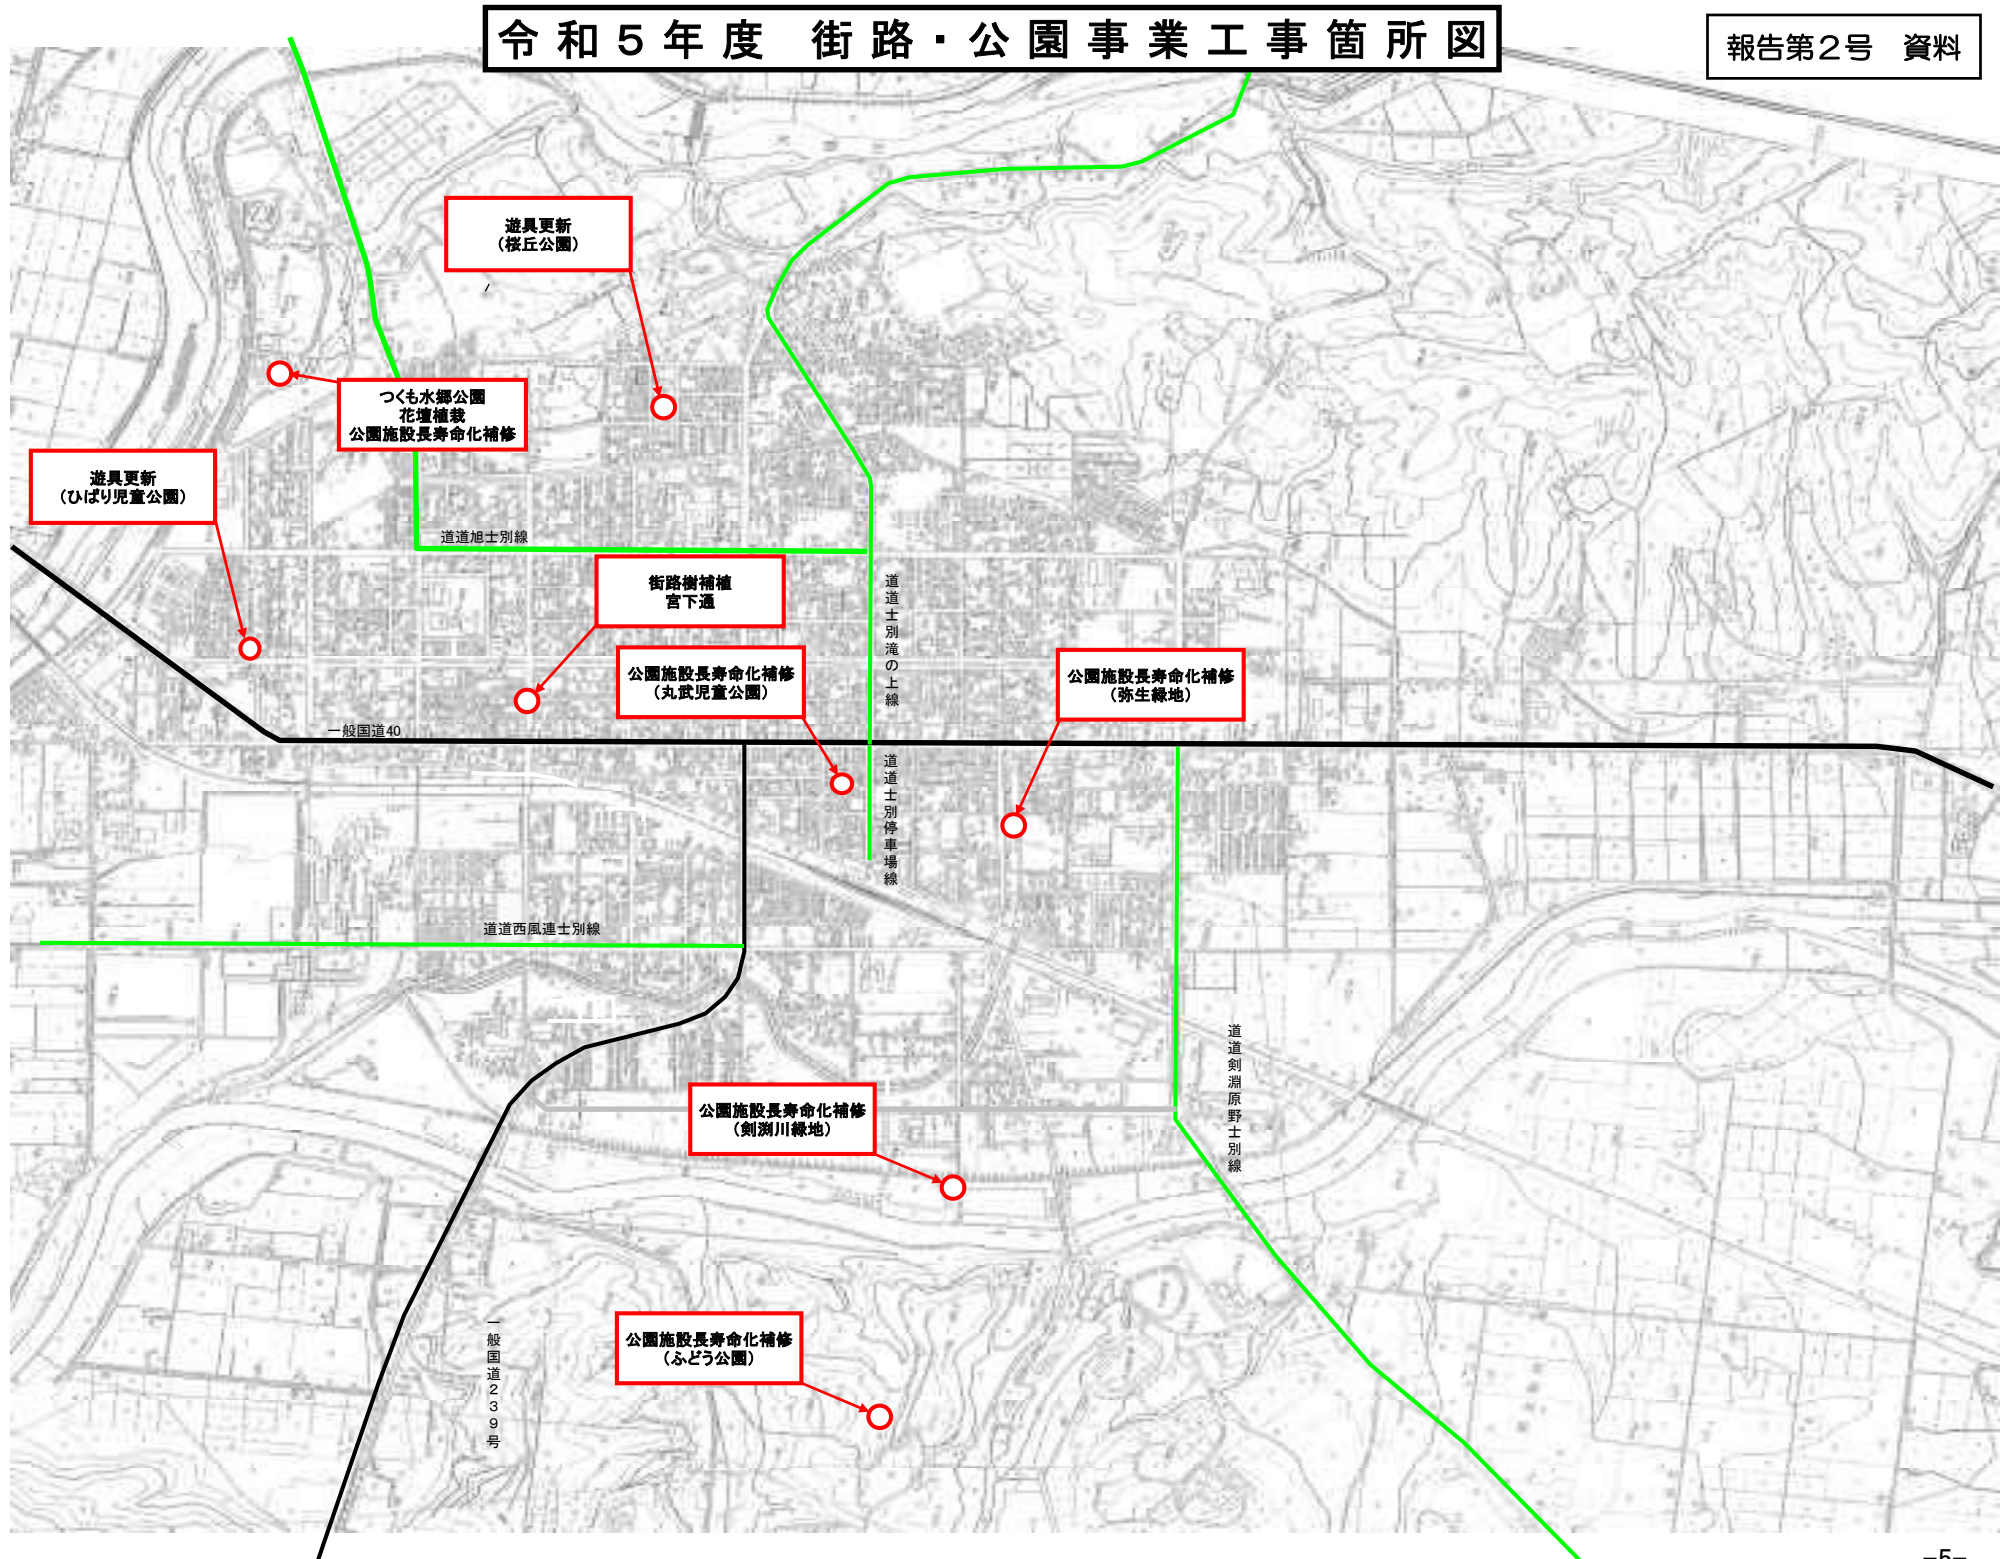 令和５年度　街路・公園事業工事箇所図
報告第２号　資料
遊具更新
（桜丘公園）
つくも水郷公園
花壇植栽
公園施設長寿命化補修
遊具更新
（ひばり児童公園）
道道旭士別線
街路樹補植
宮下通
道道士別滝の上線
公園施設長寿命化補修
（丸武児童公園）
公園施設長寿命化補修
（弥生緑地）
一般国道40
道道士別停車場線
道道西風連士別線
道道剣淵原野士別線
公園施設長寿命化補修
（剣渕川緑地）
一般国道２３９号
公園施設長寿命化補修
（ふどう公園）
−5−